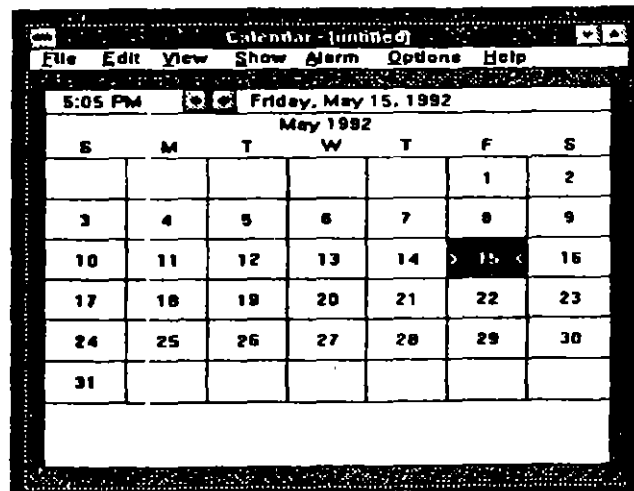 Calendar - [untitled]
File Edit View Show Alarm Options Help
5:05 PM Friday, May 15, 1992
May 1992
S M T W T F S
1 2
3 4 5 6 7 8 9
10 11 12 13 14 > 15 < 16
17 18 19 20 21 22 23
24 25 26 27 28 29 30
31